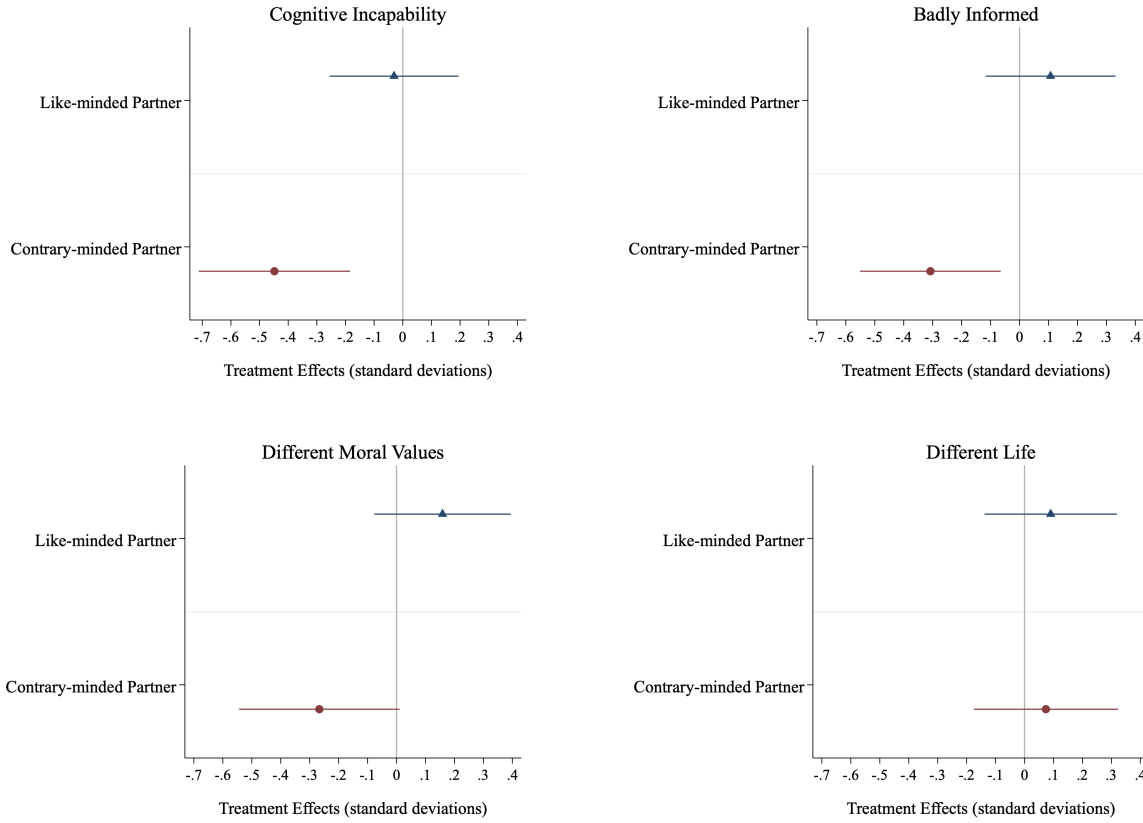 Cognitive Incapability
Like-minded Partner
Contrary-minded Partner
-.7 -.6 -.5 -.4 -.3 -.2 -.1 0 .1 .2 .3 .4
Treatment Effects (standard deviations)
Badly Informed
Like-minded Partner
Contrary-minded Partner
-.7 -.6 -.5 -.4 -.3 -.2 -.1 0 .1 .2 .3 .4
Treatment Effects (standard deviations)
Different Moral Values
Like-minded Partner
Contrary-minded Partner
-.7 -.6 -.5 -.4 -.3 -.2 -.1 0 .1 .2 .3 .4
Treatment Effects (standard deviations)
Different Life
Like-minded Partner
Contrary-minded Partner
-.7 -.6 -.5 -.4 -.3 -.2 -.1 0 .1 .2 .3 .4
Treatment Effects (standard deviations)